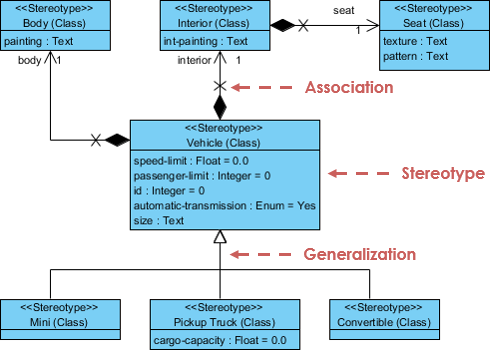 <<Stereotype>>
Body (Class)
painting : Text
<<Stereotype>>
Interior (Class)
int-painting : Text
seat
1
<<Stereotype>>
Seat (Class)
texture : Text
pattern : Text
body
1
interior
1
Association
<<Stereotype>>
Vehicle (Class)
speed-limit : Float = 0.0
passenger-limit : Integer = 0
id : Integer = 0
automatic-transmission : Enum = Yes
size : Text
Stereotype
Generalization
<<Stereotype>>
Mini (Class)
<<Stereotype>>
Pickup Truck (Class)
cargo-capacity : Float = 0.0
<<Stereotype>>
Convertible (Class)